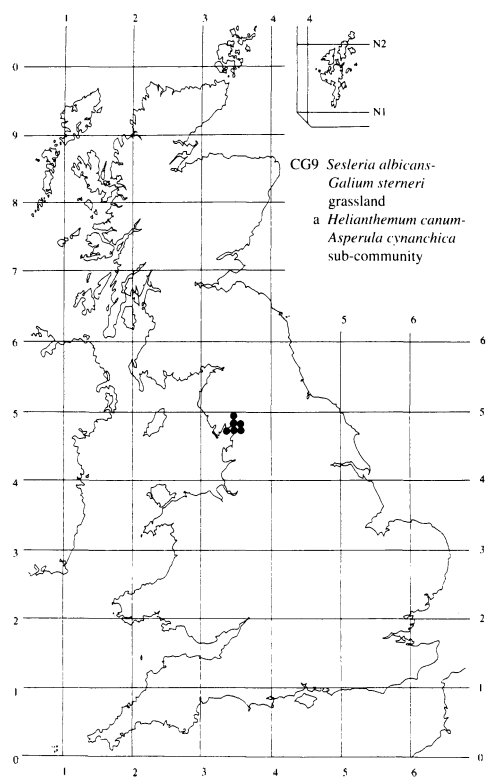 1 2 3 4 4
N2
0
N1
9
CG9 Sesleria albicans-
Galium sterneri
grassland
8
a Helianthemum canum-
Asperula cynanchica
sub-community
7
5 6
6 6
5 5
4 4
3 3
2 2
1 1
0 0
1 2 3 4 5 6